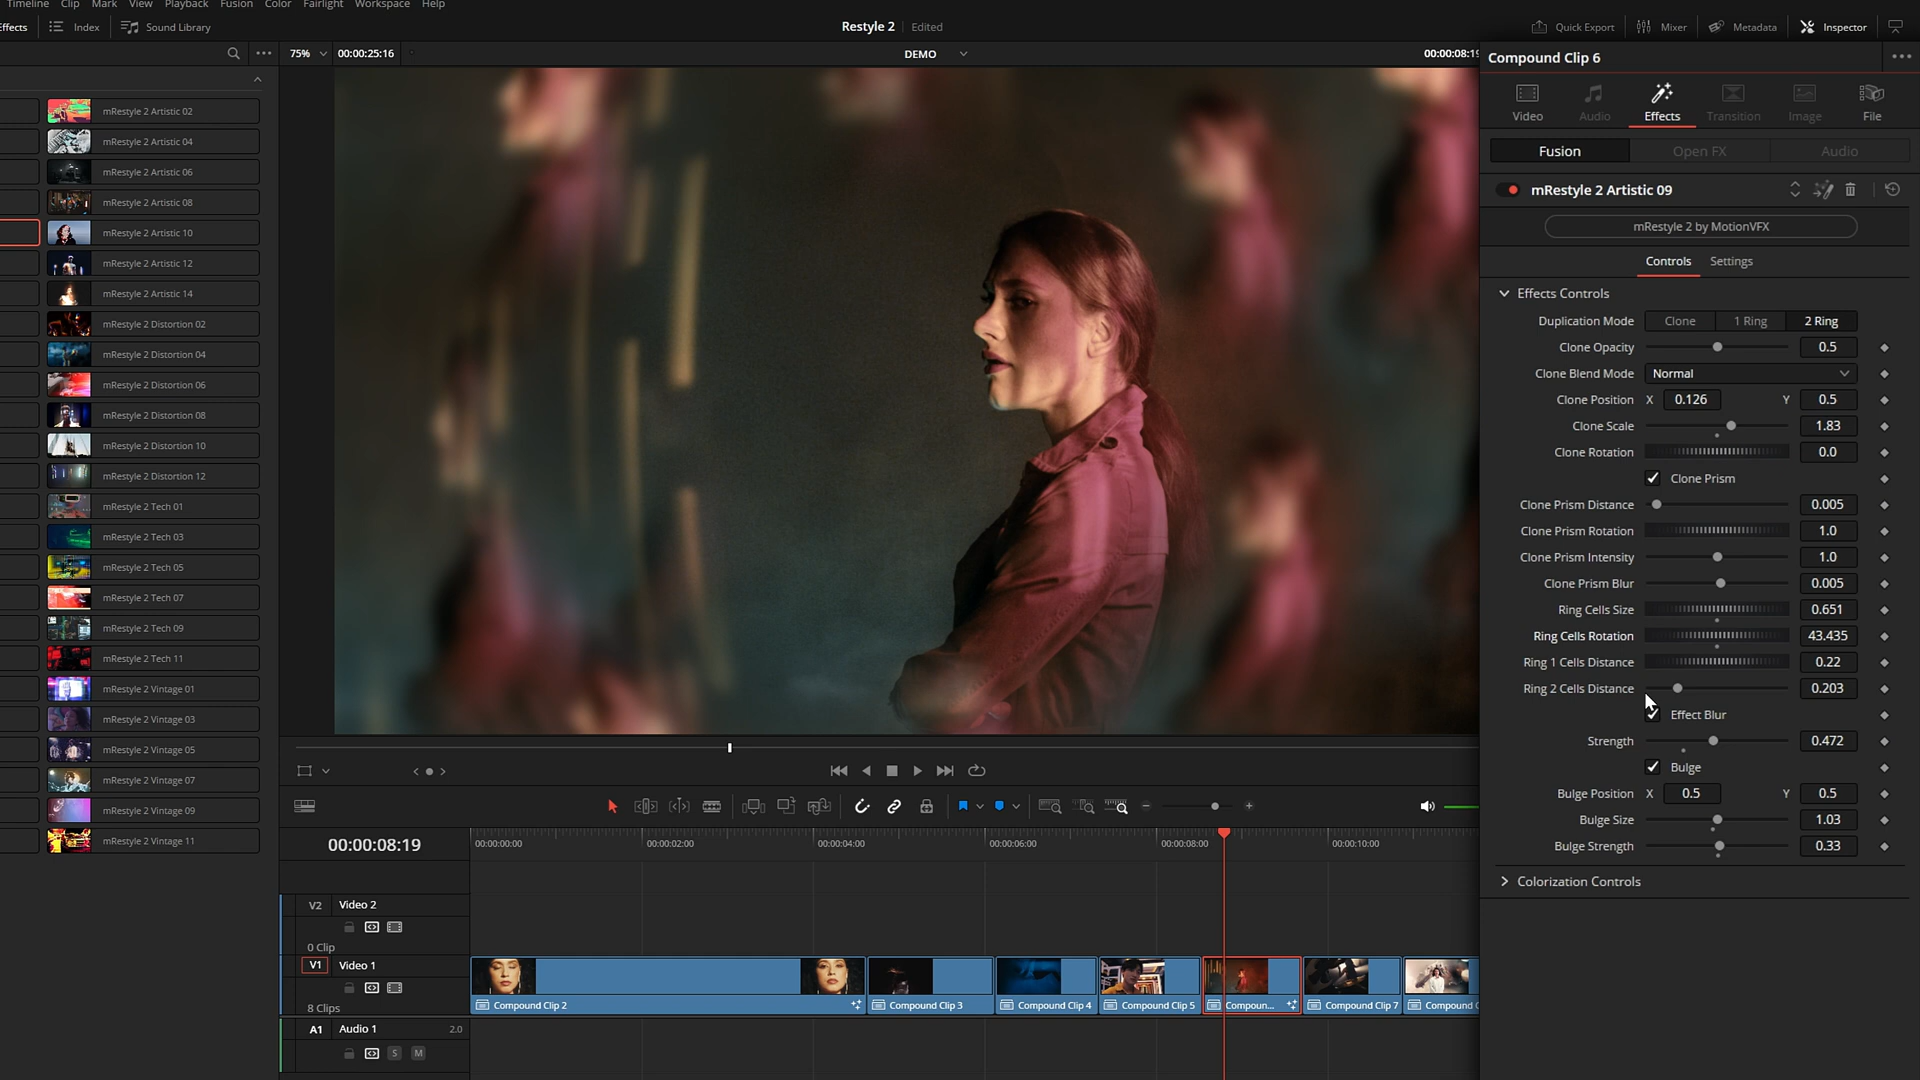 Timeline Clip Mark View Playback Fusion Color Fairlight Workspace Help
Effects Index Sound Library Restyle 2 Edited Quick Export Mixer Metadata Inspector
75% 00:00:25:16 DEMO 00:00:08:19
Compound Clip 6
Video Audio Effects Transition Image File
Fusion Open FX Audio
mRestyle 2 Artistic 09
mRestyle 2 by MotionVFX
Controls Settings
Effects Controls
Duplication Mode Clone 1 Ring 2 Ring
Clone Opacity 0.5
Clone Blend Mode Normal
Clone Position X 0.126 Y 0.5
Clone Scale 1.83
Clone Rotation 0.0
Clone Prism
Clone Prism Distance 0.005
Clone Prism Rotation 1.0
Clone Prism Intensity 1.0
Clone Prism Blur 0.005
Ring Cells Size 0.651
Ring Cells Rotation 43.435
Ring 1 Cells Distance 0.22
Ring 2 Cells Distance 0.203
Effect Blur
Strength 0.472
Bulge
Bulge Position X 0.5 Y 0.5
Bulge Size 1.03
Bulge Strength 0.33
Colorization Controls
mRestyle 2 Artistic 02
mRestyle 2 Artistic 04
mRestyle 2 Artistic 06
mRestyle 2 Artistic 08
mRestyle 2 Artistic 10
mRestyle 2 Artistic 12
mRestyle 2 Artistic 14
mRestyle 2 Distortion 02
mRestyle 2 Distortion 04
mRestyle 2 Distortion 06
mRestyle 2 Distortion 08
mRestyle 2 Distortion 10
mRestyle 2 Distortion 12
mRestyle 2 Tech 01
mRestyle 2 Tech 03
mRestyle 2 Tech 05
mRestyle 2 Tech 07
mRestyle 2 Tech 09
mRestyle 2 Tech 11
mRestyle 2 Vintage 01
mRestyle 2 Vintage 03
mRestyle 2 Vintage 05
mRestyle 2 Vintage 07
mRestyle 2 Vintage 09
mRestyle 2 Vintage 11
00:00:08:19 00:00:00:00 00:00:02:00 00:00:04:00 00:00:06:00 00:00:08:00 00:00:10:00
V2 Video 2
0 Clip
V1 Video 1
8 Clips
Compound Clip 2 Compound Clip 3 Compound Clip 4 Compound Clip 5 Compoun... Compound Clip 7 Compound C
A1 Audio 1 2.0
S M